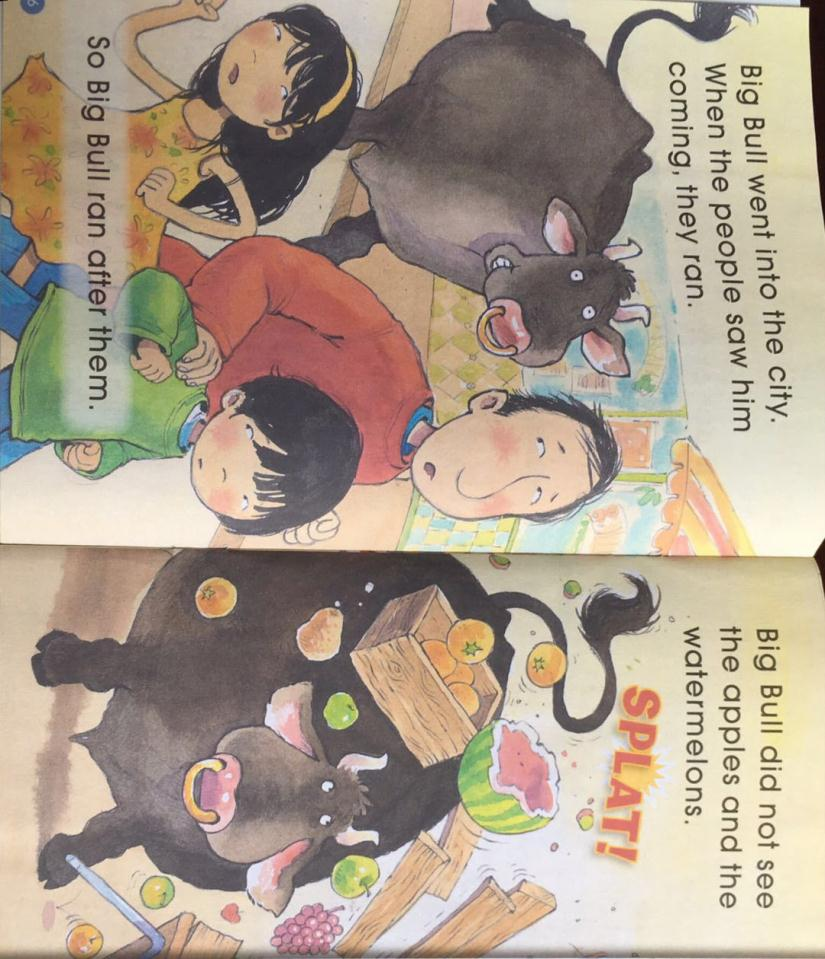 Big Bull went into the city.
When the people saw him
coming, they ran.
So Big Bull ran after them.
6
Big Bull did not see
the apples and the
watermelons.
SPLAT!